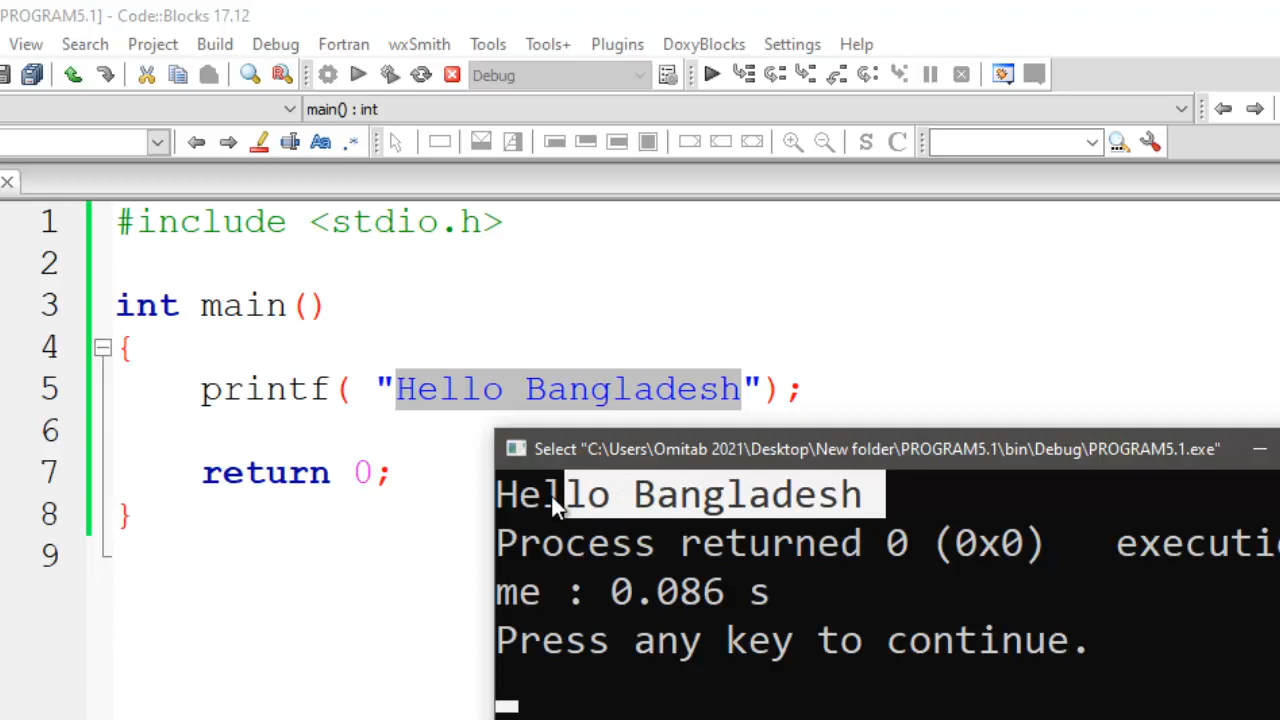 PROGRAM5.1] - Code::Blocks 17.12
View Search Project Build Debug Fortran wxSmith Tools Tools+ Plugins DoxyBlocks Settings Help
Debug
main() : int
Aa .* S C
1 #include <stdio.h>
2
3 int main()
4 {
5 printf( "Hello Bangladesh");
6
7 return 0;
8 }
9
Select "C:\Users\Omitab 2021\Desktop\New folder\PROGRAM5.1\bin\Debug\PROGRAM5.1.exe"
Hello Bangladesh
Process returned 0 (0x0) executi
me : 0.086 s
Press any key to continue.